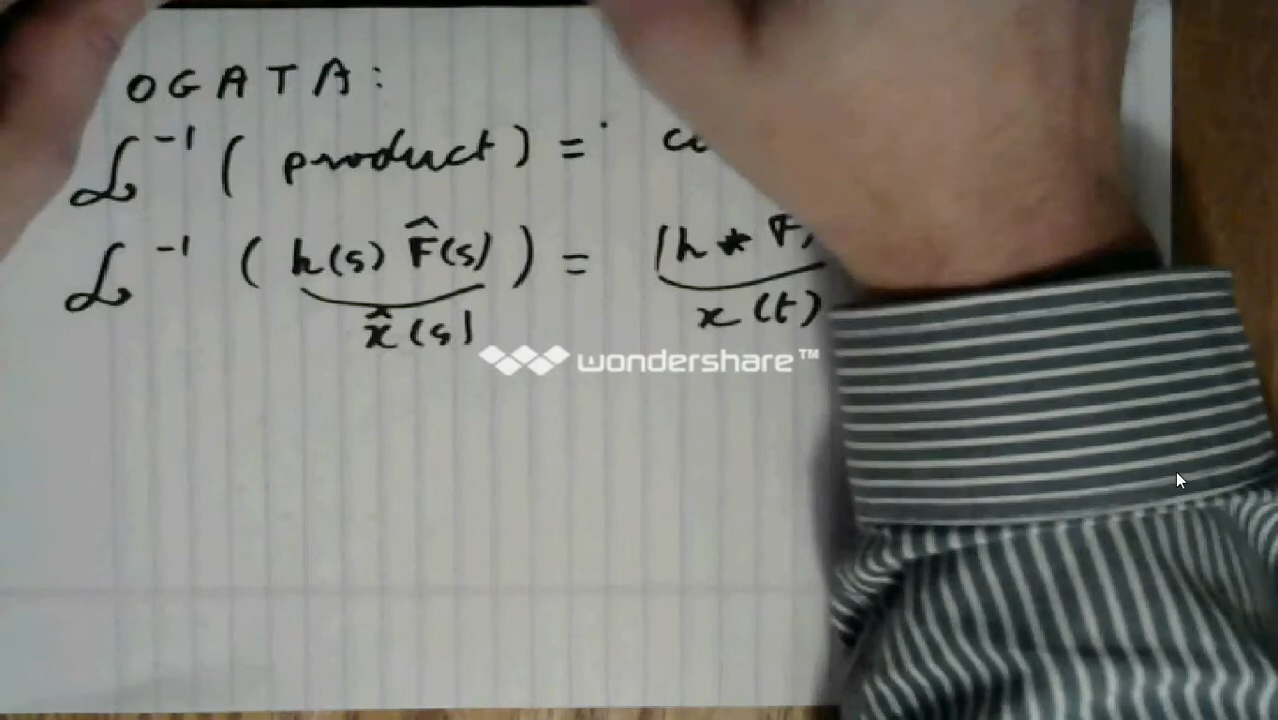 OGATA:
ℒ⁻¹ ( product ) =
ℒ⁻¹ ( h(s) F̂(s) ) = (h * F
x̂(s) x(t)
wondershare™